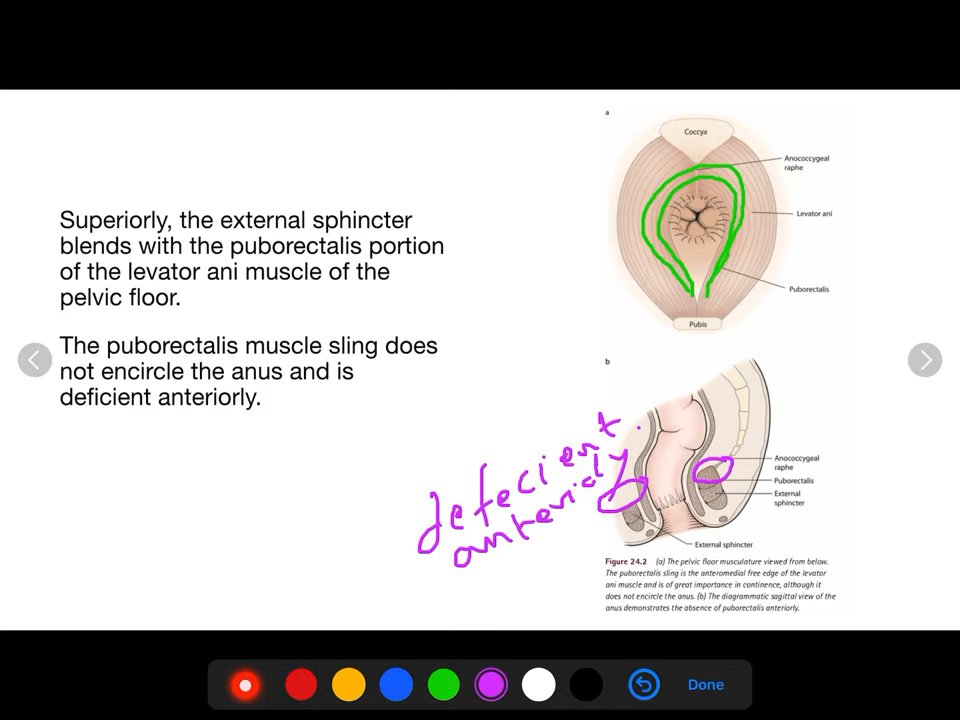 Superiorly, the external sphincter
blends with the puborectalis portion
of the levator ani muscle of the
pelvic floor.
The puborectalis muscle sling does
not encircle the anus and is
deficient anteriorly.
a
Coccyx
Anococcygeal
raphe
Levator ani
Puborectalis
Pubis
b
Anococcygeal
raphe
Puborectalis
External
sphincter
External sphincter
defecient.
anteriorly
Figure 24.2 (a) The pelvic floor musculature viewed from below.
The puborectalis sling is the anteromedial free edge of the levator
ani muscle and is of great importance in continence, although it
does not encircle the anus. (b) The diagrammatic sagittal view of the
anus demonstrates the absence of puborectalis anteriorly.
Done